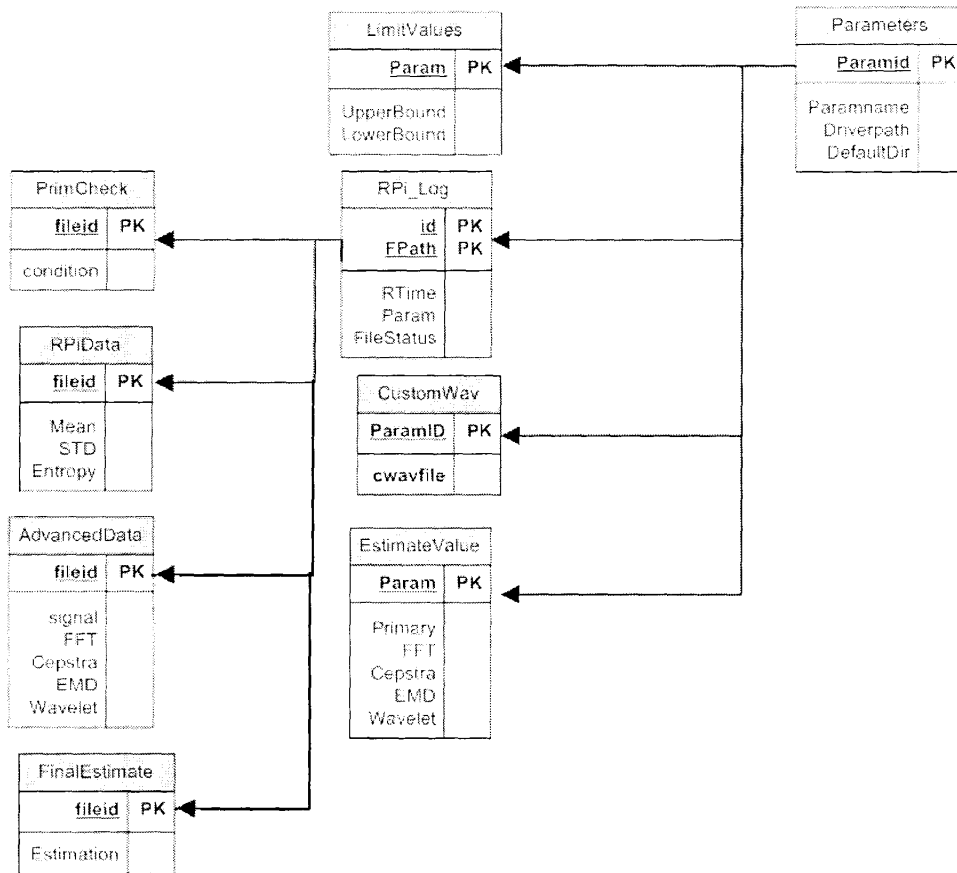 LimitValues
Param PK
UpperBound
LowerBound
Parameters
Paramid PK
Paramname
Driverpath
DefaultDir
PrimCheck
fileid PK
condition
RPi_Log
id PK
FPath PK
RTime
Param
FileStatus
RPiData
fileid PK
Mean
STD
Entropy
CustomWav
ParamID PK
cwavfile
AdvancedData
fileid PK
signal
FFT
Cepstra
EMD
Wavelet
EstimateValue
Param PK
Primary
FFT
Cepstra
EMD
Wavelet
FinalEstimate
fileid PK
Estimation